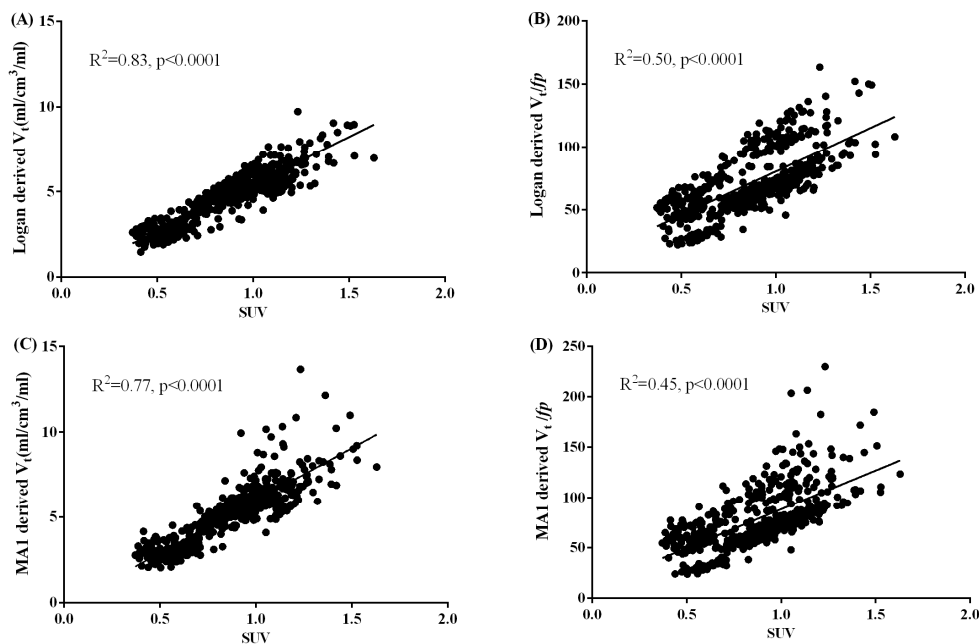 (A)
Logan derived Vt(ml/cm3/ml)
15
10
5
0
R2=0.83, p<0.0001
0.0 0.5 1.0 1.5 2.0
SUV
(B)
Logan derived Vt/fp
200
150
100
50
0
R2=0.50, p<0.0001
0.0 0.5 1.0 1.5 2.0
SUV
(C)
MA1 derived Vt(ml/cm3/ml)
15
10
5
0
R2=0.77, p<0.0001
0.0 0.5 1.0 1.5 2.0
SUV
(D)
MA1 derived Vt /fp
250
200
150
100
50
0
R2=0.45, p<0.0001
0.0 0.5 1.0 1.5 2.0
SUV